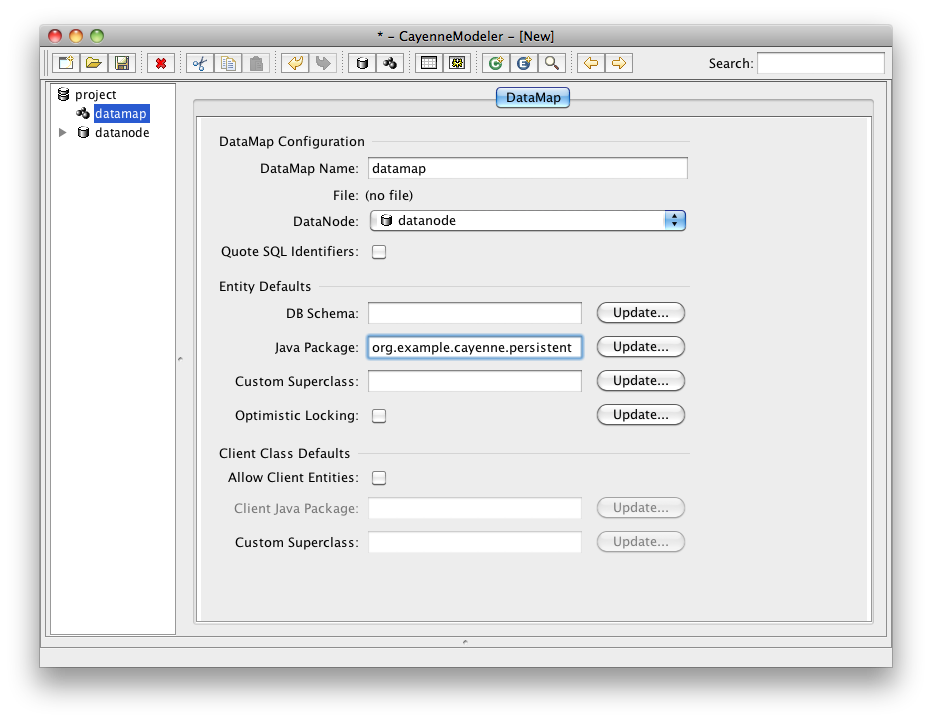 * - CayenneModeler - [New]
Search:
project
datamap
datanode
DataMap
DataMap Configuration
DataMap Name: datamap
File: (no file)
DataNode: datanode
Quote SQL Identifiers:
Entity Defaults
DB Schema: Update...
Java Package: org.example.cayenne.persistent Update...
Custom Superclass: Update...
Optimistic Locking: Update...
Client Class Defaults
Allow Client Entities:
Client Java Package: Update...
Custom Superclass: Update...